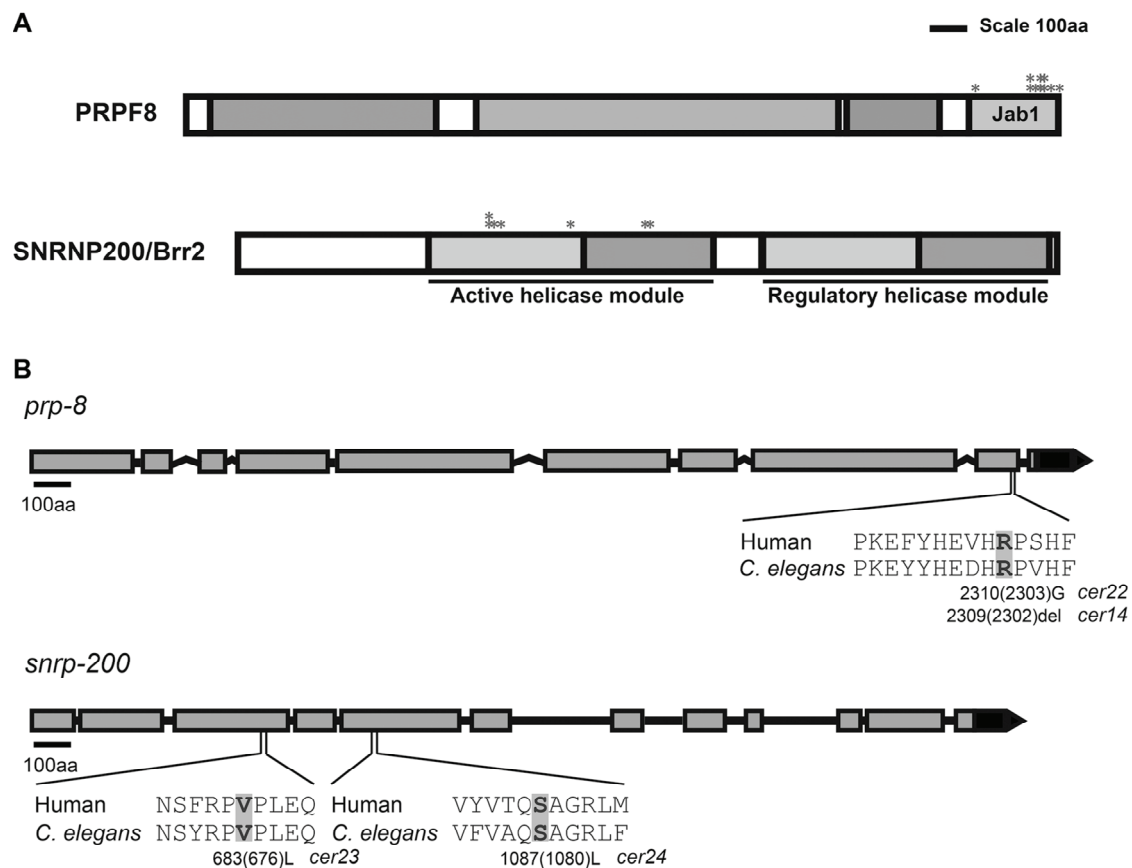 A
Scale 100aa
PRPF8
* * * *
* * * * * *
Jab1
SNRNP200/Brr2
Active helicase module
Regulatory helicase module
B
prp-8
100aa
Human PKEFYHEVHRPSHF
C. elegans PKEYYHEDHRPVHF
2310(2303)G cer22
2309(2302)del cer14
snrp-200
100aa
Human NSFRPVPLEQ Human VYVTQSAGRLM
C. elegans NSYRPVPLEQ C. elegans VFVAQSAGRLF
683(676)L cer23 1087(1080)L cer24